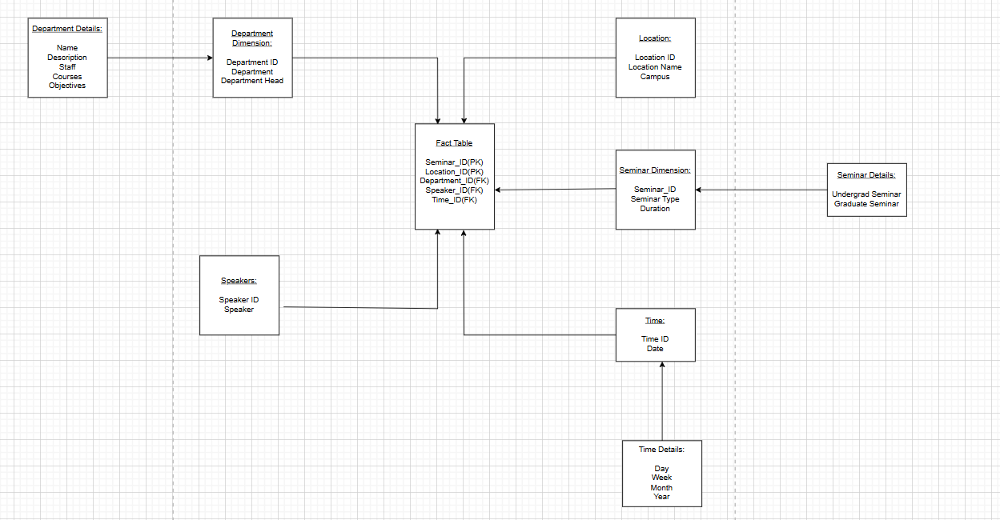 Department Details:
Name
Description
Staff
Courses
Objectives
Department
Dimension:
Department ID
Department
Department Head
Location:
Location ID
Location Name
Campus
Fact Table
Seminar_ID(PK)
Location_ID(PK)
Department_ID(FK)
Speaker_ID(FK)
Time_ID(FK)
Seminar Dimension:
Seminar_ID
Seminar Type
Duration
Seminar Details:
Undergrad Seminar
Graduate Seminar
Speakers:
Speaker ID
Speaker
Time:
Time ID
Date
Time Details:
Day
Week
Month
Year